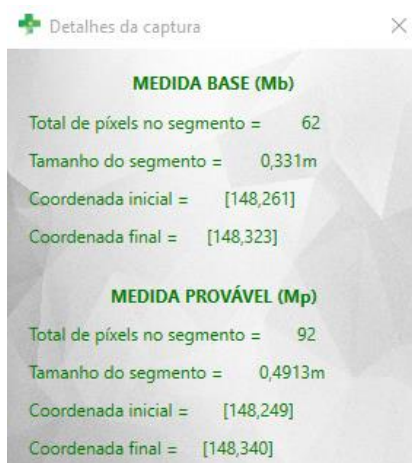 Detalhes da captura
MEDIDA BASE (Mb)
Total de píxels no segmento = 62
Tamanho do segmento = 0,331m
Coordenada inicial = [148,261]
Coordenada final = [148,323]
MEDIDA PROVÁVEL (Mp)
Total de píxels no segmento = 92
Tamanho do segmento = 0,4913m
Coordenada inicial = [148,249]
Coordenada final = [148,340]